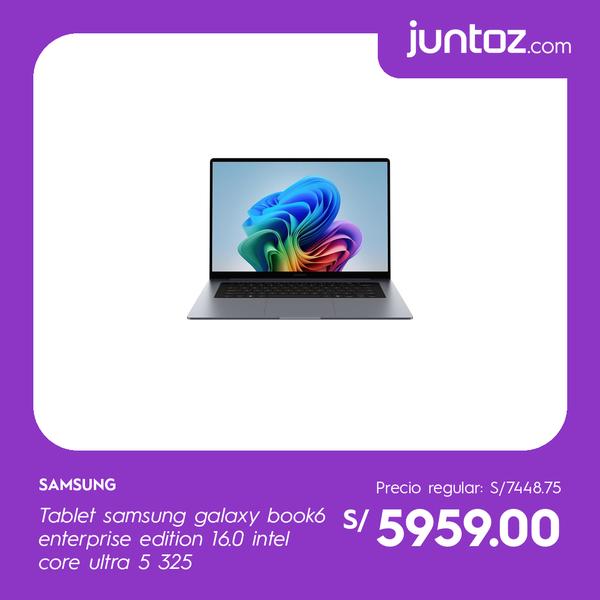 juntoz.com
SAMSUNG
Tablet samsung galaxy book6
enterprise edition 16.0 intel
core ultra 5 325
Precio regular: S/7448.75
S/ 5959.00